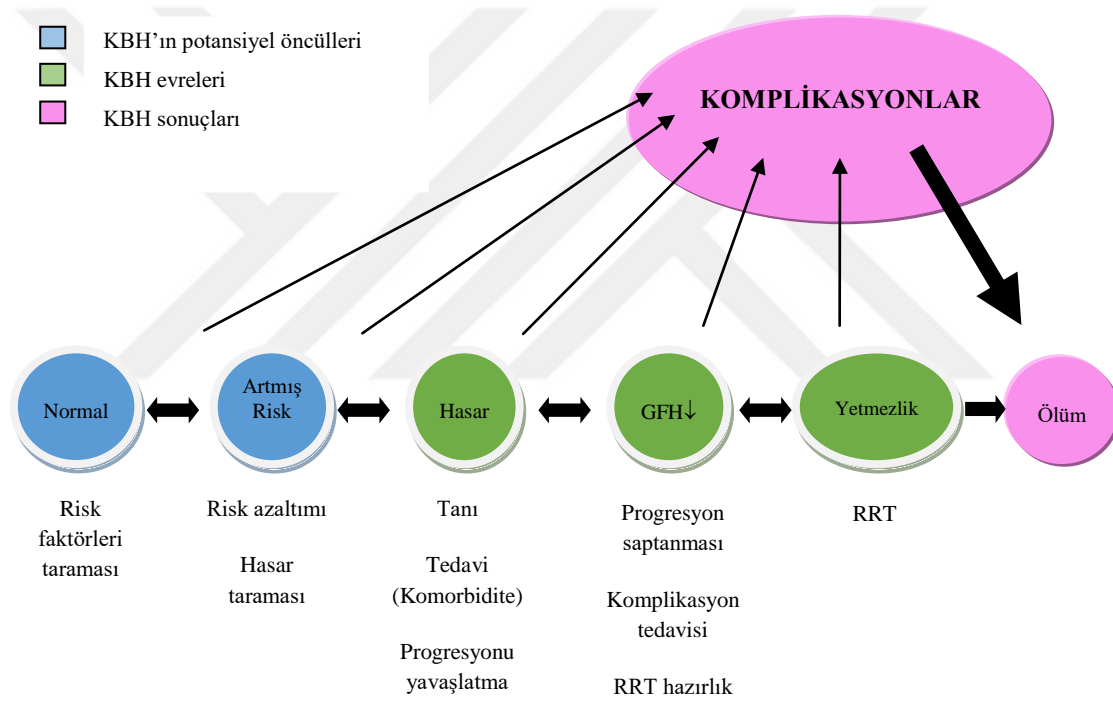 KBH’ın potansiyel öncülleri
KBH evreleri
KBH sonuçları
KOMPLİKASYONLAR
Normal
Artmış
Risk
Hasar
GFH↓
Yetmezlik
Ölüm
Risk
faktörleri
taraması
Risk azaltımı
Hasar
taraması
Tanı
Tedavi
(Komorbidite)
Progresyonu
yavaşlatma
Progresyon
saptanması
Komplikasyon
tedavisi
RRT hazırlık
RRT